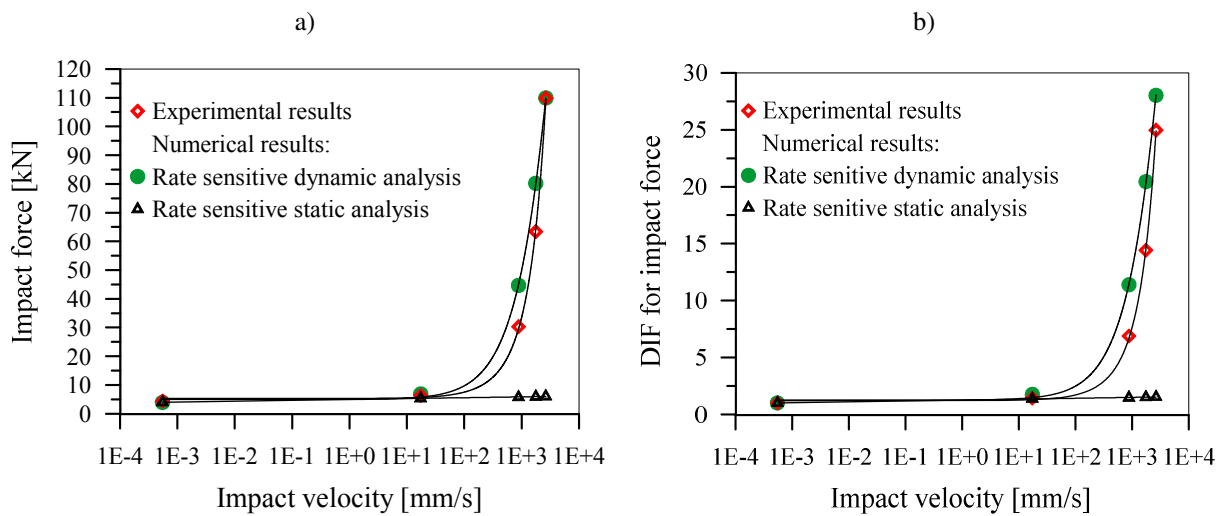 a)
120
110
100
90
80
70
60
50
40
30
20
10
0
Impact force [kN]
Experimental results
Numerical results:
Rate sensitive dynamic analysis
Rate sensitive static analysis
1E-4 1E-3 1E-2 1E-1 1E+0 1E+1 1E+2 1E+3 1E+4
Impact velocity [mm/s]
b)
30
25
20
15
10
5
0
DIF for impact force
Experimental results
Numerical results:
Rate sensitive dynamic analysis
Rate senitive static analysis
1E-4 1E-3 1E-2 1E-1 1E+0 1E+1 1E+2 1E+3 1E+4
Impact velocity [mm/s]